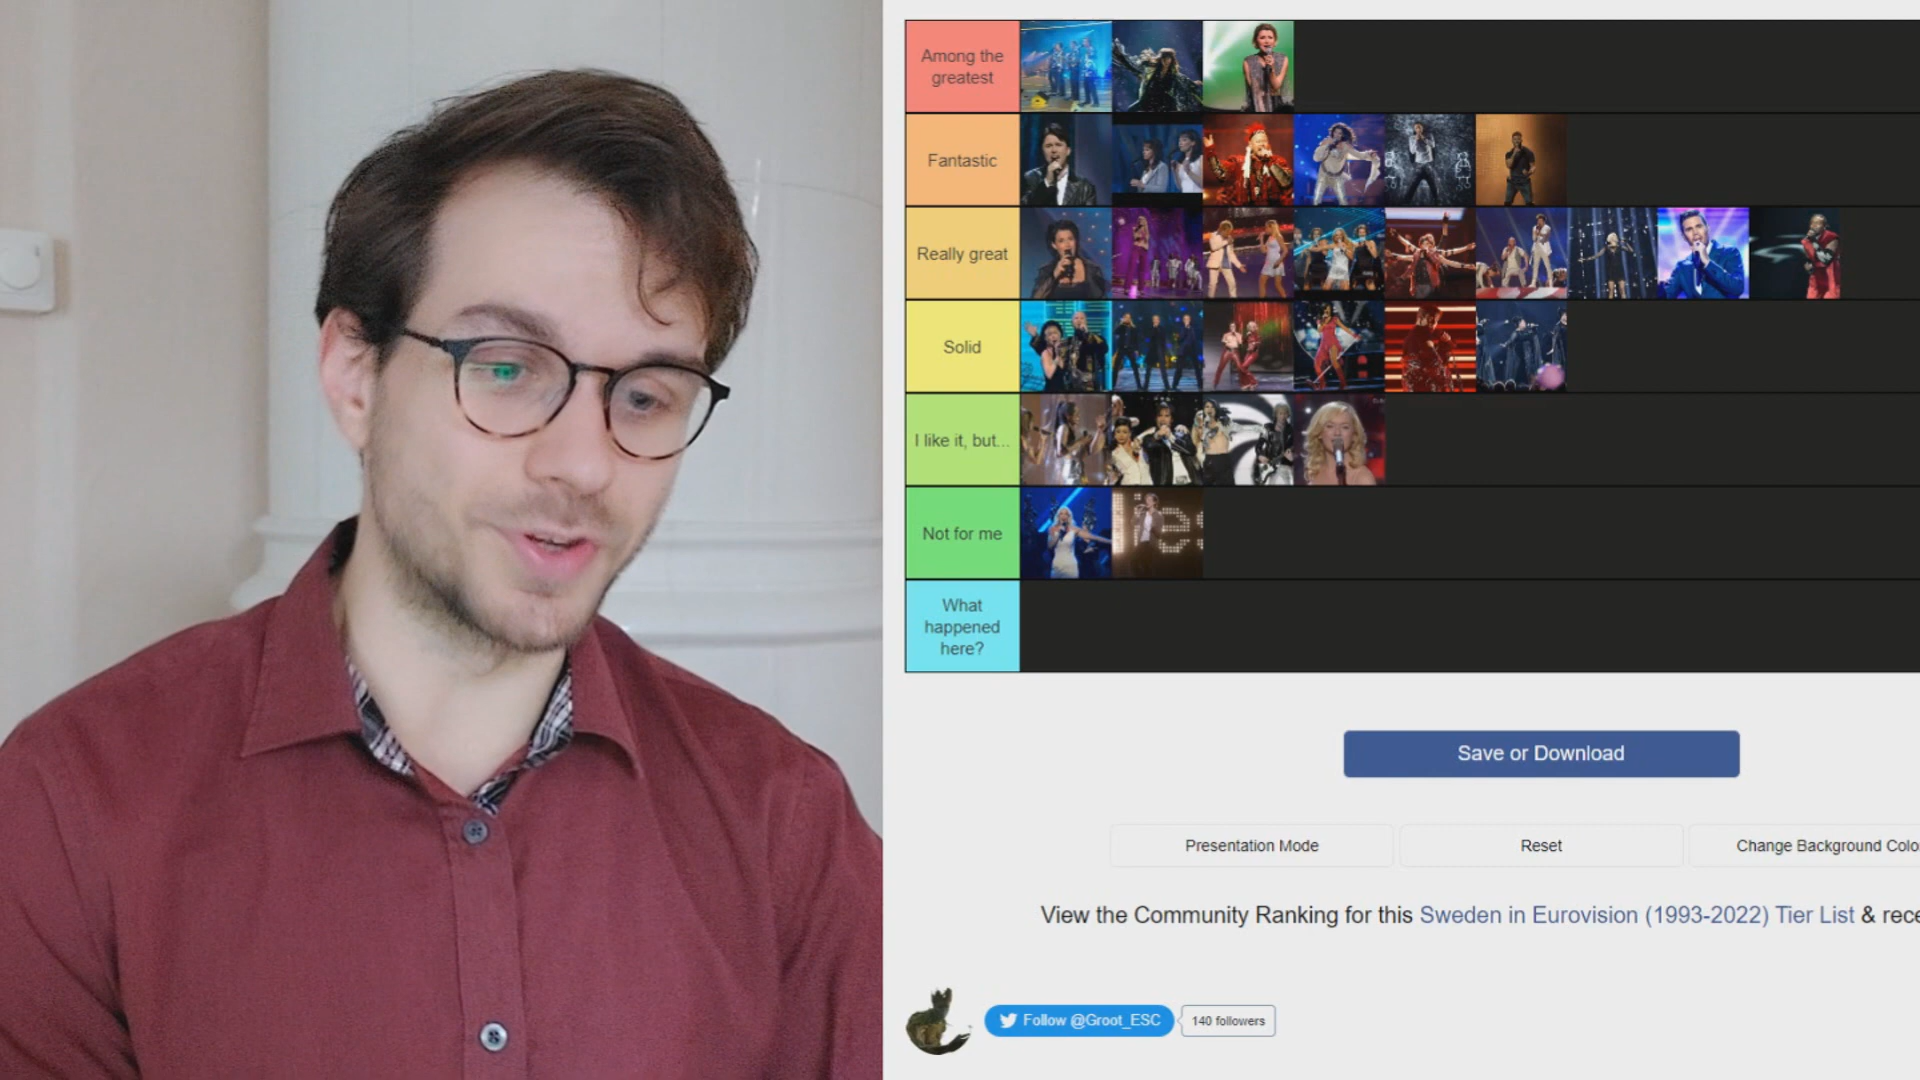 Among the
greatest
Fantastic
Really great
Solid
I like it, but...
Not for me
What
happened
here?
Save or Download
Presentation Mode
Reset
Change Background Colo
View the Community Ranking for this Sweden in Eurovision (1993-2022) Tier List & rece
Follow @Groot_ESC
140 followers